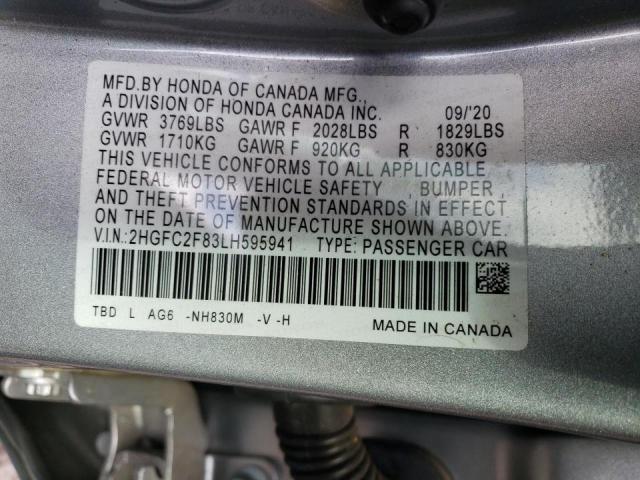 MFD.BY HONDA OF CANADA MFG.,
A DIVISION OF HONDA CANADA INC. 09/'20
GVWR 3769LBS GAWR F 2028LBS R 1829LBS
GVWR 1710KG GAWR F 920KG R 830KG
THIS VEHICLE CONFORMS TO ALL APPLICABLE
FEDERAL MOTOR VEHICLE SAFETY , BUMPER ,
AND THEFT PREVENTION STANDARDS IN EFFECT
ON THE DATE OF MANUFACTURE SHOWN ABOVE.
V.I.N.:2HGFC2F83LH595941 TYPE: PASSENGER CAR
TBD L AG6 -NH830M -V -H
MADE IN CANADA